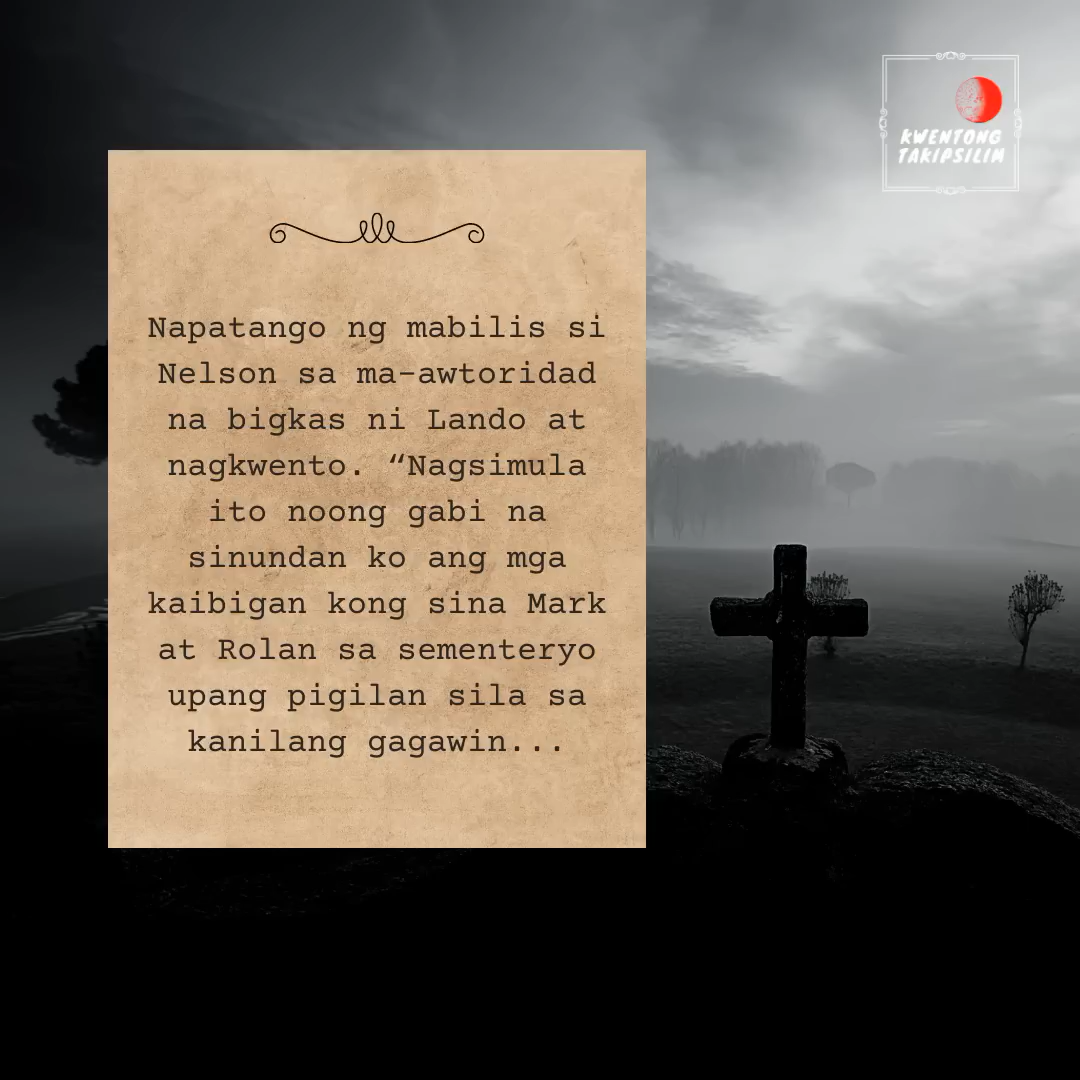 KWENTONG
TAKIPSILIM
Napatango ng mabilis si
Nelson sa ma-awtoridad
na bigkas ni Lando at
nagkwento. “Nagsimula
ito noong gabi na
sinundan ko ang mga
kaibigan kong sina Mark
at Rolan sa sementeryo
upang pigilan sila sa
kanilang gagawin...